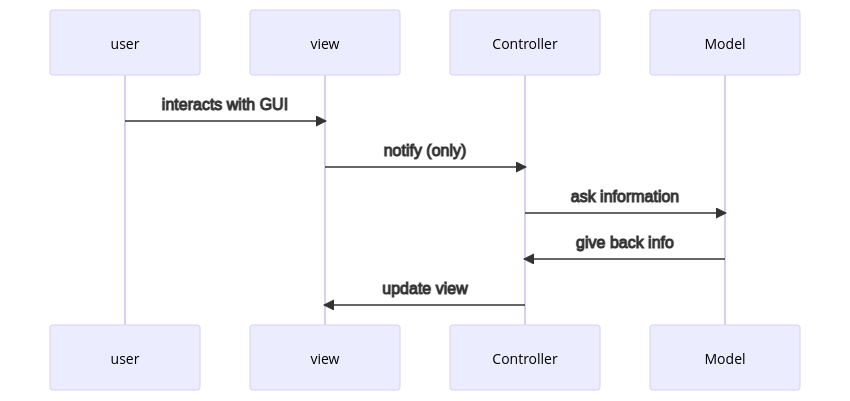 user
view
Controller
Model
interacts with GUI
notify (only)
ask information
give back info
update view
user
view
Controller
Model